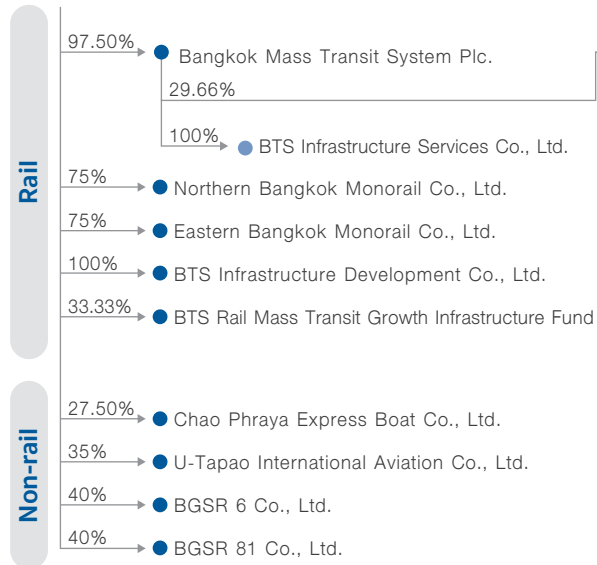 Rail
97.50%
Bangkok Mass Transit System Plc.
29.66%
100%
BTS Infrastructure Services Co., Ltd.
75%
Northern Bangkok Monorail Co., Ltd.
75%
Eastern Bangkok Monorail Co., Ltd.
100%
BTS Infrastructure Development Co., Ltd.
33.33%
BTS Rail Mass Transit Growth Infrastructure Fund
Non-rail
27.50%
Chao Phraya Express Boat Co., Ltd.
35%
U-Tapao International Aviation Co., Ltd.
40%
BGSR 6 Co., Ltd.
40%
BGSR 81 Co., Ltd.